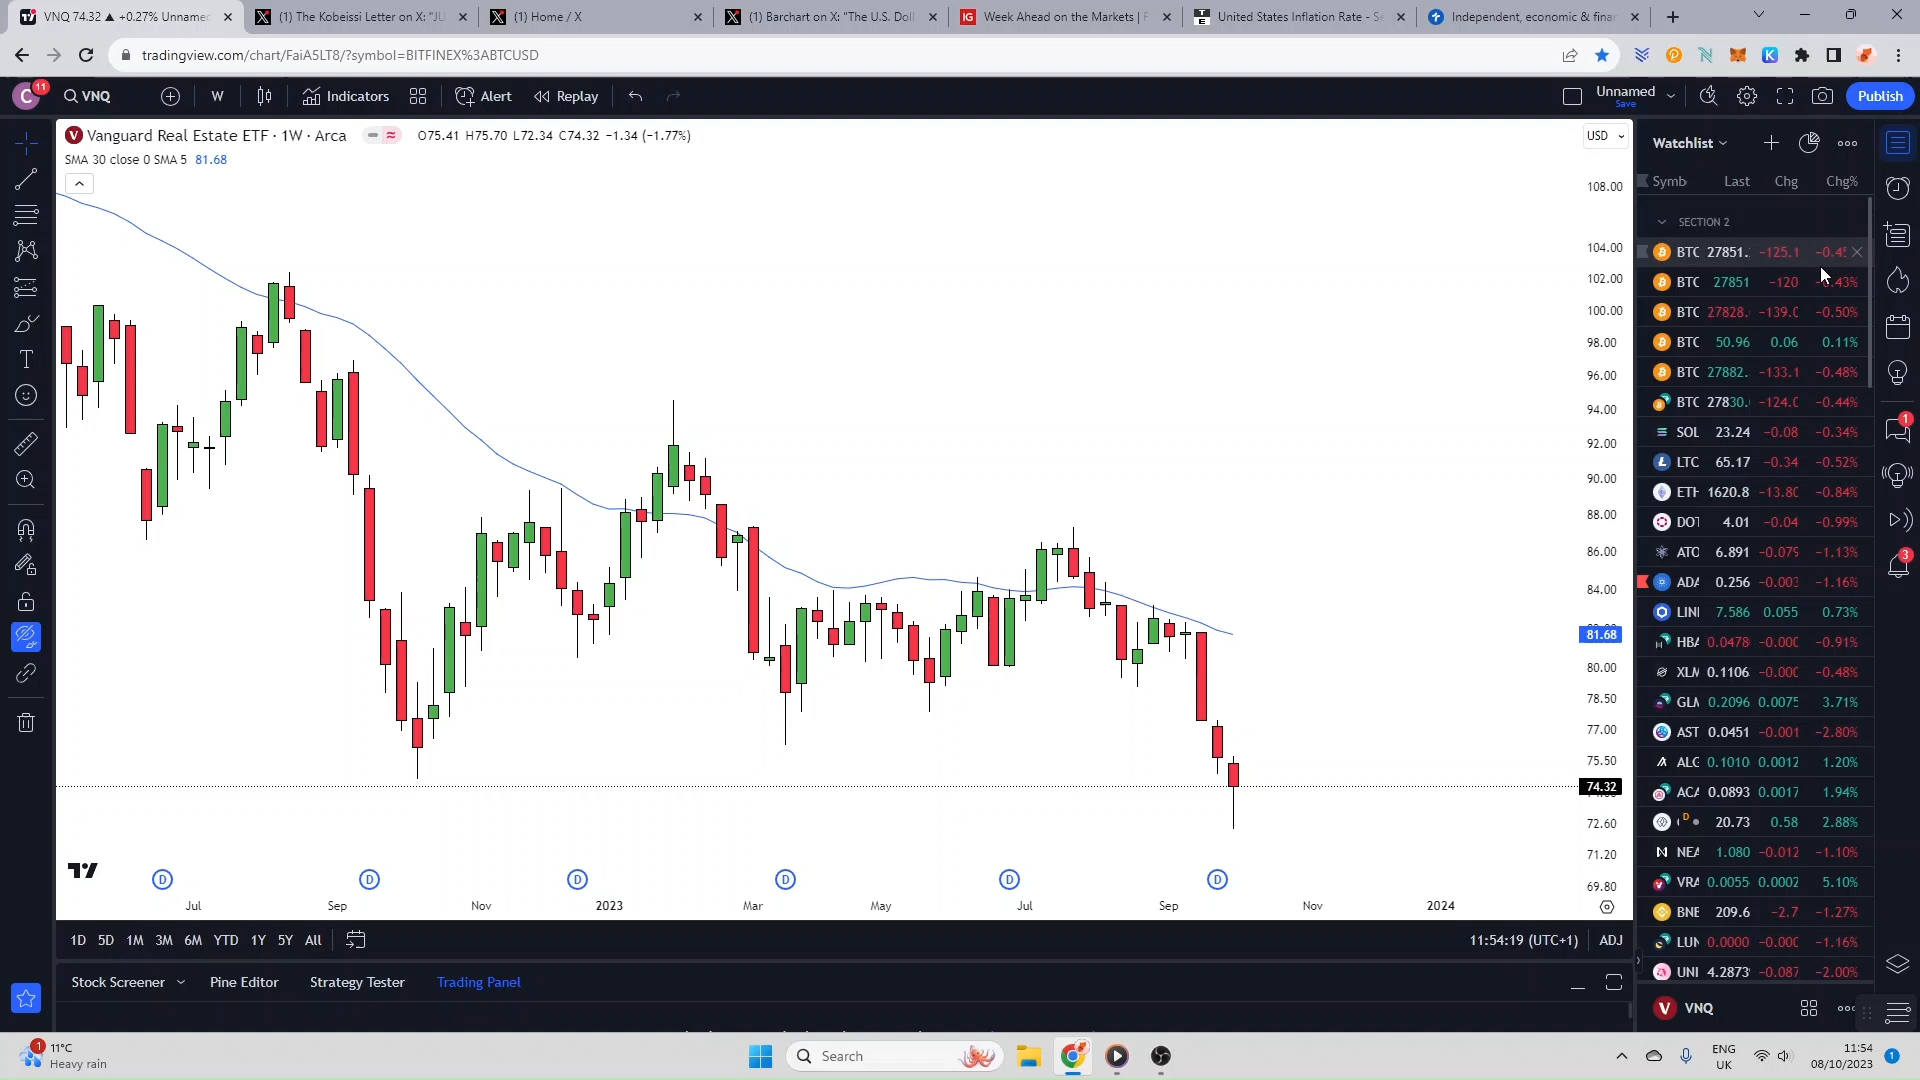 VNQ 74.32 ▲ +0.27% Unname
(1) The Kobeissi Letter on X: "JU
(1) Home / X
(1) Barchart on X: "The U.S. Doll
Week Ahead on the Markets |
United States Inflation Rate - Se
Independent, economic & finan
tradingview.com/chart/FaiA5LT8/?symbol=BITFINEX%3ABTCUSD
C 11 VNQ W Indicators Alert Replay Unnamed Save Publish
Vanguard Real Estate ETF · 1W · Arca O75.41 H75.70 L72.34 C74.32 −1.34 (−1.77%)
SMA 30 close 0 SMA 5 81.68
USD
108.00
104.00
102.00
100.00
98.00
96.00
94.00
92.00
90.00
88.00
86.00
84.00
81.68
80.00
78.50
77.00
75.50
74.32
72.60
71.20
69.80
D D D D D D
Jul Sep Nov 2023 Mar May Jul Sep Nov 2024
1D 5D 1M 3M 6M YTD 1Y 5Y All
11:54:19 (UTC+1) ADJ
Stock Screener Pine Editor Strategy Tester Trading Panel
Watchlist
Symb Last Chg Chg%
SECTION 2
BTC 27851. −125.1 −0.45
BTC 27851 −120 −0.43%
BTC 27828. −139.0 −0.50%
BTC 50.96 0.06 0.11%
BTC 27882. −133.1 −0.48%
BTC 27830. −124.0 −0.44%
SOL 23.24 −0.08 −0.34%
LTC 65.17 −0.34 −0.52%
ETH 1620.8 −13.80 −0.84%
DOT 4.01 −0.04 −0.99%
ATO 6.891 −0.079 −1.13%
ADA 0.256 −0.003 −1.16%
LINK 7.586 0.055 0.73%
HBA 0.0478 −0.000 −0.91%
XLM 0.1106 −0.000 −0.48%
GLM 0.2096 0.0075 3.71%
AST 0.0451 −0.001 −2.80%
ALG 0.1010 0.0012 1.20%
ACA 0.0893 0.0017 1.94%
D 20.73 0.58 2.88%
NEA 1.080 −0.012 −1.10%
VRA 0.0055 0.0002 5.10%
BNB 209.6 −2.7 −1.27%
LUN 0.0000 −0.000 −1.16%
UNI 4.2873 −0.087 −2.00%
V VNQ
1
3
1
11°C
Heavy rain
Search
ENG
UK
11:54
08/10/2023
1